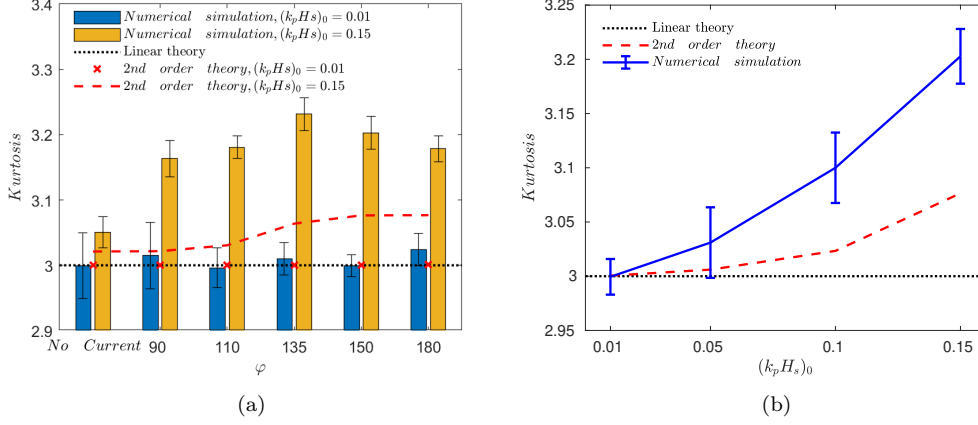 3.4
3.3
3.2
3.1
3
2.9
Kurtosis
Numerical simulation, (k_pHs)_0 = 0.01
Numerical simulation, (k_pHs)_0 = 0.15
Linear theory
2nd order theory, (k_pHs)_0 = 0.01
2nd order theory, (k_pHs)_0 = 0.15
No Current 90 110 135 150 180
φ
(a)
3.25
3.2
3.15
3.1
3.05
3
2.95
Kurtosis
Linear theory
2nd order theory
Numerical simulation
0.01 0.05 0.1 0.15
(k_pH_s)_0
(b)